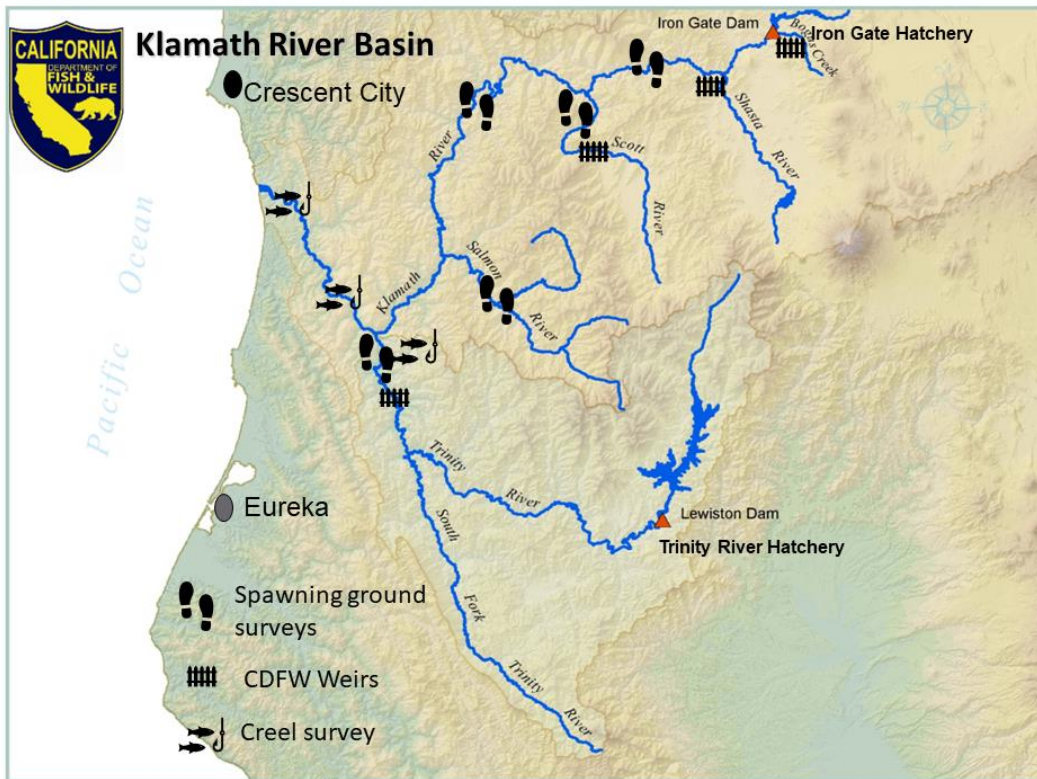 CALIFORNIA
DEPARTMENT OF
FISH &
WILDLIFE
Klamath River Basin
Crescent City
Iron Gate Dam
Iron Gate Hatchery
Bogus Creek
Shasta
River
Scott
River
River
Klamath
Salmon
River
Pacific Ocean
Trinity
River
Lewiston Dam
Trinity River Hatchery
South
Fork
Trinity
River
Eureka
Spawning ground
surveys
CDFW Weirs
Creel survey